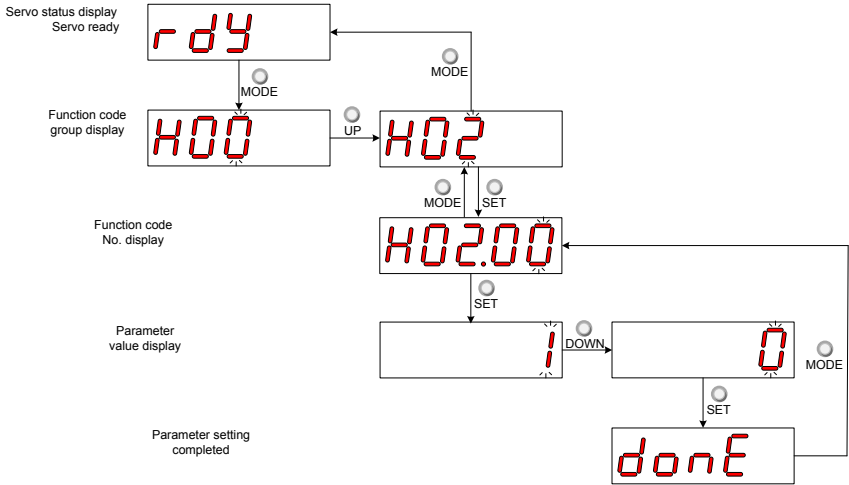 Servo status display
Servo ready
rdy
MODE
MODE
Function code
group display
H00
UP
H02
MODE
SET
Function code
No. display
H02.00
SET
Parameter
value display
1
DOWN
0
MODE
SET
Parameter setting
completed
donE